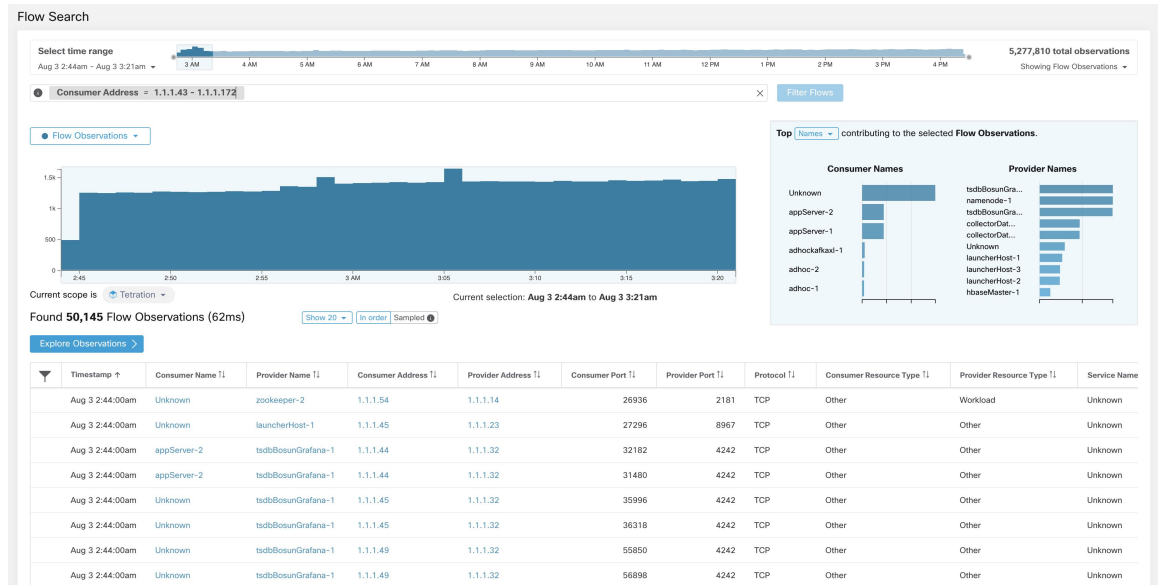 Flow Search
Select time range
Aug 3 2:44am - Aug 3 3:21am
3 AM 4 AM 5 AM 6 AM 7 AM 8 AM 9 AM 10 AM 11 AM 12 PM 1 PM 2 PM 3 PM 4 PM
5,277,810 total observations
Showing Flow Observations
Consumer Address = 1.1.1.43 - 1.1.1.172
Filter Flows
Flow Observations
1.5k
1k
500
0
2:45 2:50 2:55 3 AM 3:05 3:10 3:15 3:20
Top Names contributing to the selected Flow Observations.
Consumer Names
Unknown
appServer-2
appServer-1
adhockafkaxl-1
adhoc-2
adhoc-1
Provider Names
tsdbBosunGra...
namenode-1
tsdbBosunGra...
collectorDat...
collectorDat...
Unknown
launcherHost-1
launcherHost-3
launcherHost-2
hbaseMaster-1
Current scope is Tetration
Current selection: Aug 3 2:44am to Aug 3 3:21am
Found 50,145 Flow Observations (62ms)
Show 20 In order Sampled
Explore Observations
Timestamp Consumer Name Provider Name Consumer Address Provider Address Consumer Port Provider Port Protocol Consumer Resource Type Provider Resource Type Service Name
Aug 3 2:44:00am Unknown zookeeper-2 1.1.1.54 1.1.1.14 26936 2181 TCP Other Workload Unknown
Aug 3 2:44:00am Unknown launcherHost-1 1.1.1.45 1.1.1.23 27296 8967 TCP Other Other Unknown
Aug 3 2:44:00am appServer-2 tsdbBosunGrafana-1 1.1.1.44 1.1.1.32 32182 4242 TCP Other Other Unknown
Aug 3 2:44:00am appServer-2 tsdbBosunGrafana-1 1.1.1.44 1.1.1.32 31480 4242 TCP Other Other Unknown
Aug 3 2:44:00am Unknown tsdbBosunGrafana-1 1.1.1.45 1.1.1.32 35996 4242 TCP Other Other Unknown
Aug 3 2:44:00am Unknown tsdbBosunGrafana-1 1.1.1.45 1.1.1.32 36318 4242 TCP Other Other Unknown
Aug 3 2:44:00am Unknown tsdbBosunGrafana-1 1.1.1.49 1.1.1.32 55850 4242 TCP Other Other Unknown
Aug 3 2:44:00am Unknown tsdbBosunGrafana-1 1.1.1.49 1.1.1.32 56898 4242 TCP Other Other Unknown